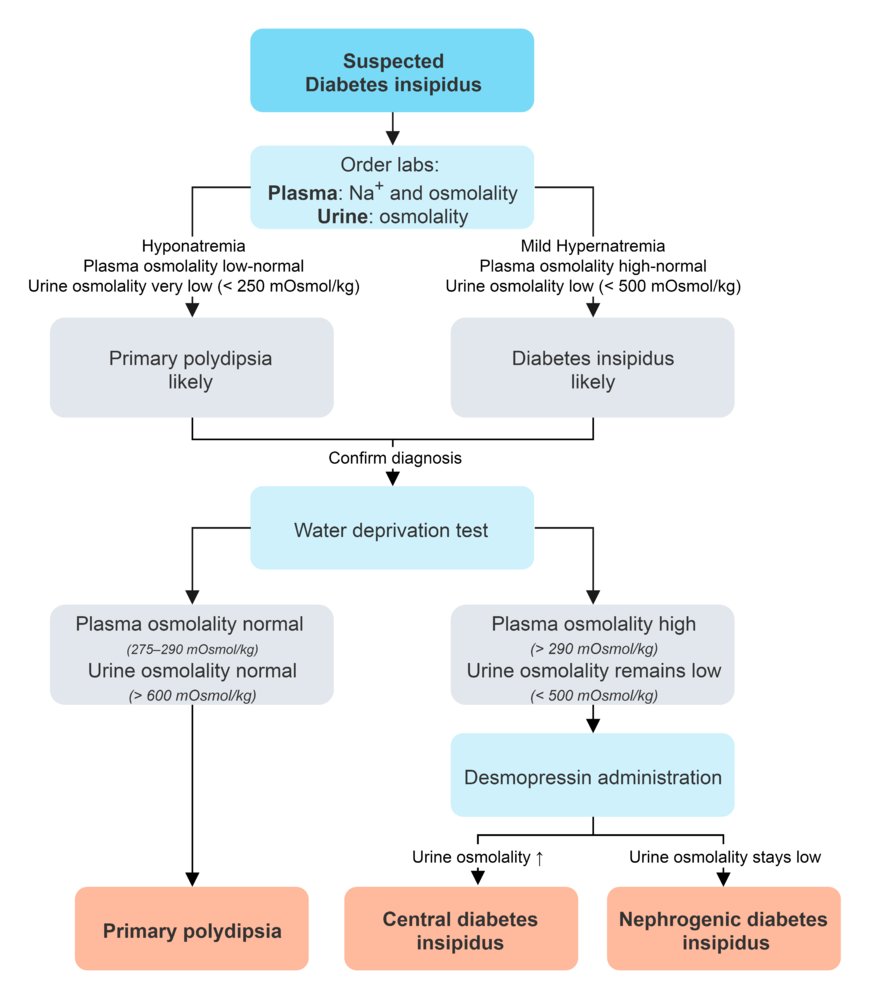 Suspected
Diabetes insipidus
Order labs:
Plasma: Na⁺ and osmolality
Urine: osmolality
Hyponatremia
Plasma osmolality low-normal
Urine osmolality very low (< 250 mOsmol/kg)
Mild Hypernatremia
Plasma osmolality high-normal
Urine osmolality low (< 500 mOsmol/kg)
Primary polydipsia
likely
Diabetes insipidus
likely
Confirm diagnosis
Water deprivation test
Plasma osmolality normal
(275–290 mOsmol/kg)
Urine osmolality normal
(> 600 mOsmol/kg)
Plasma osmolality high
(> 290 mOsmol/kg)
Urine osmolality remains low
(< 500 mOsmol/kg)
Desmopressin administration
Urine osmolality ↑
Urine osmolality stays low
Primary polydipsia
Central diabetes
insipidus
Nephrogenic diabetes
insipidus